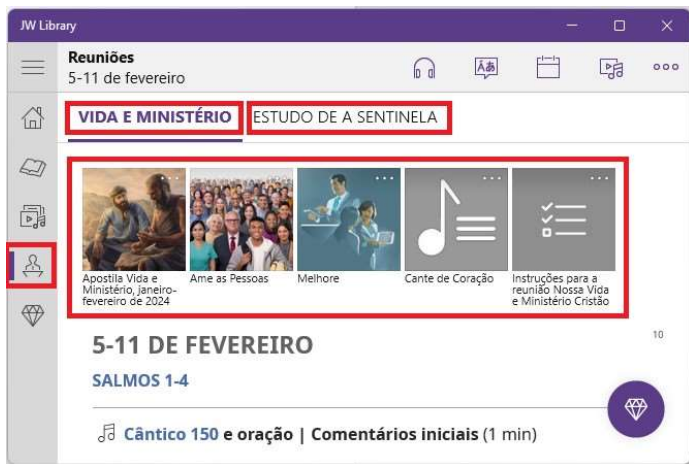 JW Library
Reuniões
5-11 de fevereiro
VIDA E MINISTÉRIO
ESTUDO DE A SENTINELA
Apostila Vida e
Ministério, Janeiro-
fevereiro de 2024
Ame as Pessoas
Melhore
Cante de Coração
Instruções para a
reunião Nossa Vida
e Ministério Cristão
5-11 DE FEVEREIRO
10
SALMOS 1-4
Cântico 150 e oração | Comentários iniciais (1 min)